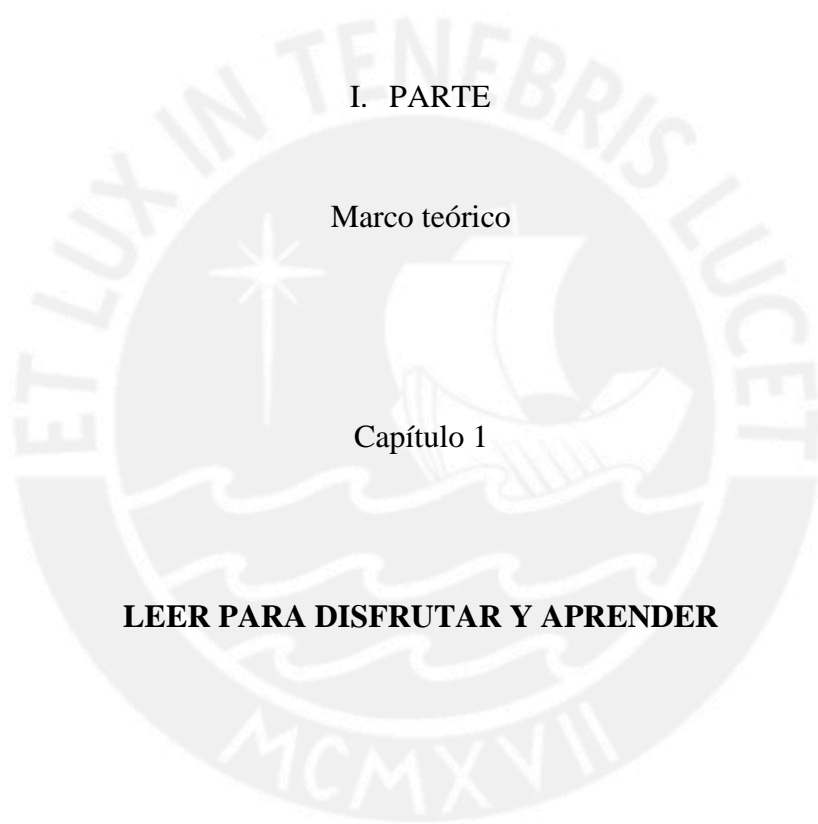 I. PARTE
Marco teórico
Capítulo 1
LEER PARA DISFRUTAR Y APRENDER
ET LUX IN TENEBRIS LUCET
MCMXVII